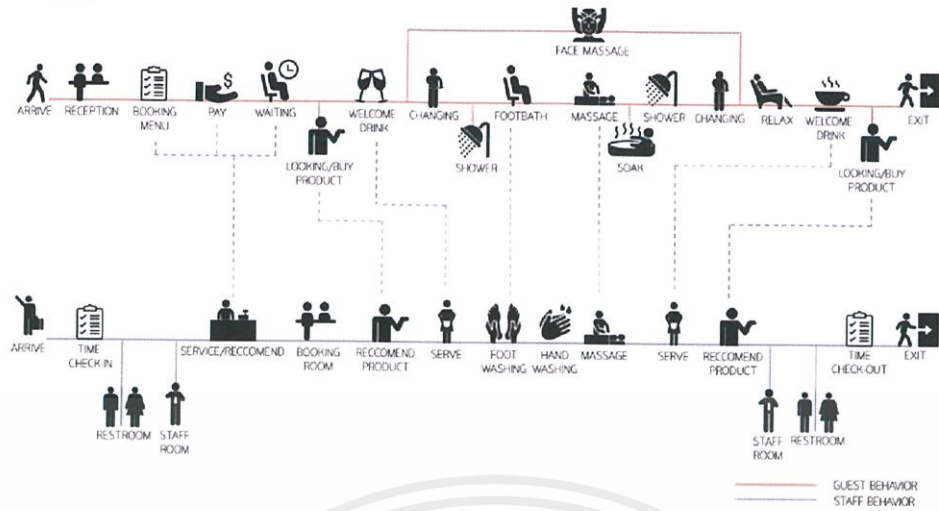 FACE MASSAGE
ARRIVE
RECEPTION
BOOKING
MENU
PAY
$
WAITING
WELCOME
DRINK
CHANGING
FOOTBATH
MASSAGE
SHOWER
CHANGING
RELAX
WELCOME
DRINK
EXIT
LOOKING/BUY
PRODUCT
SHOWER
SOAK
LOOKING/BUY
PRODUCT
ARRIVE
TIME
CHECK-IN
SERVICE/RECCOMEND
BOOKING
ROOM
RECCOMEND
PRODUCT
SERVE
FOOT
WASHING
HAND
WASHING
MASSAGE
SERVE
RECCOMEND
PRODUCT
TIME
CHECK-OUT
EXIT
RESTROOM
STAFF
ROOM
STAFF
ROOM
RESTROOM
GUEST BEHAVIOR
STAFF BEHAVIOR